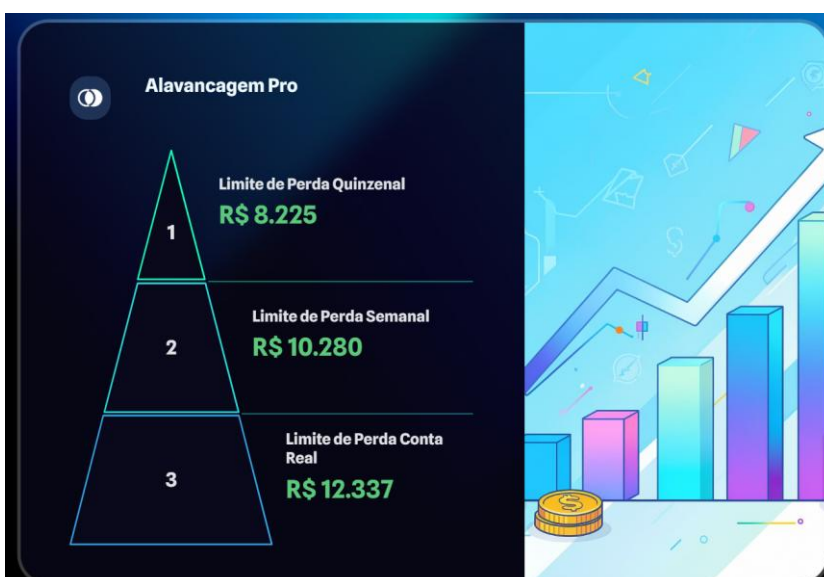 Alavancagem Pro
1
Limite de Perda Quinzenal
R$ 8.225
2
Limite de Perda Semanal
R$ 10.280
3
Limite de Perda Conta
Real
R$ 12.337